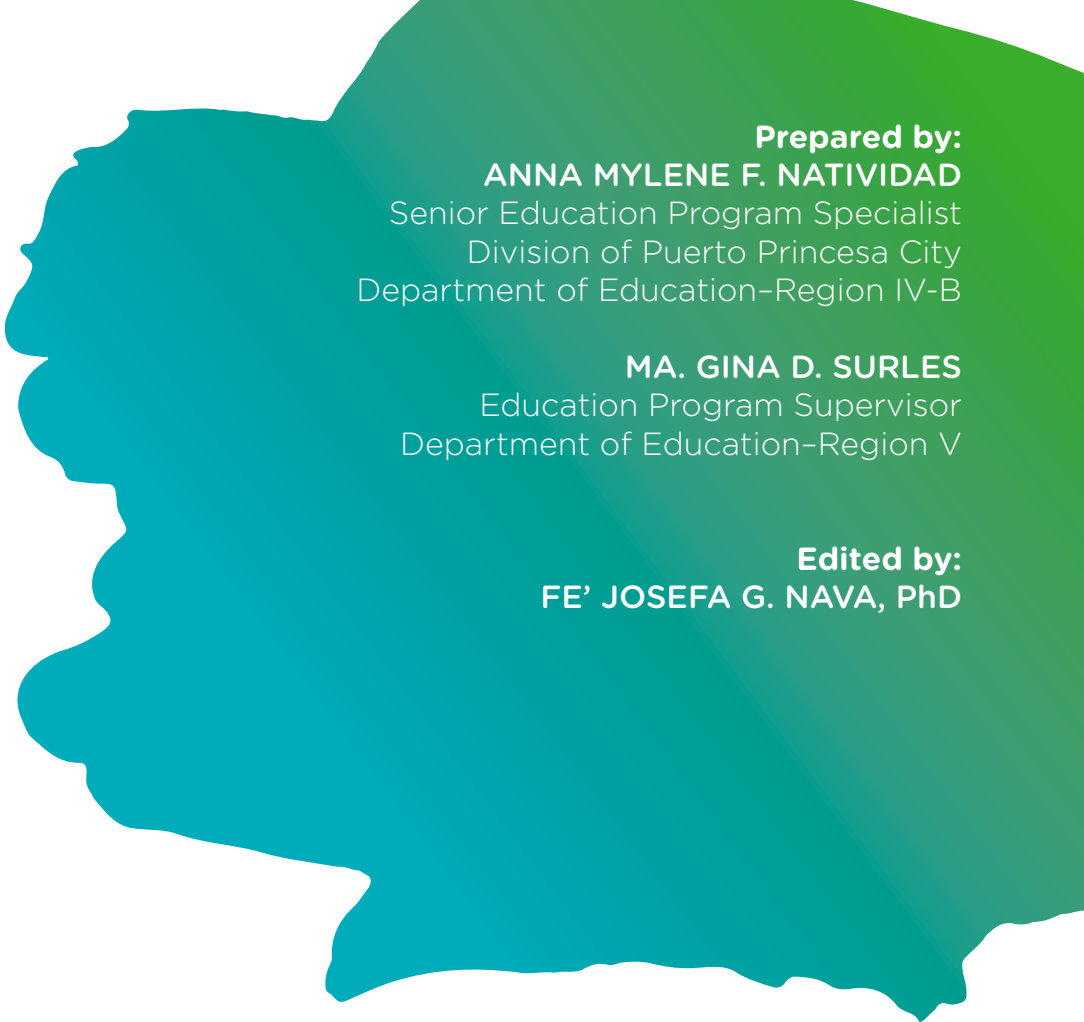 Prepared by:
ANNA MYLENE F. NATIVIDAD
Senior Education Program Specialist
Division of Puerto Princesa City
Department of Education–Region IV-B
MA. GINA D. SURLES
Education Program Supervisor
Department of Education–Region V
Edited by:
FE’ JOSEFA G. NAVA, PhD